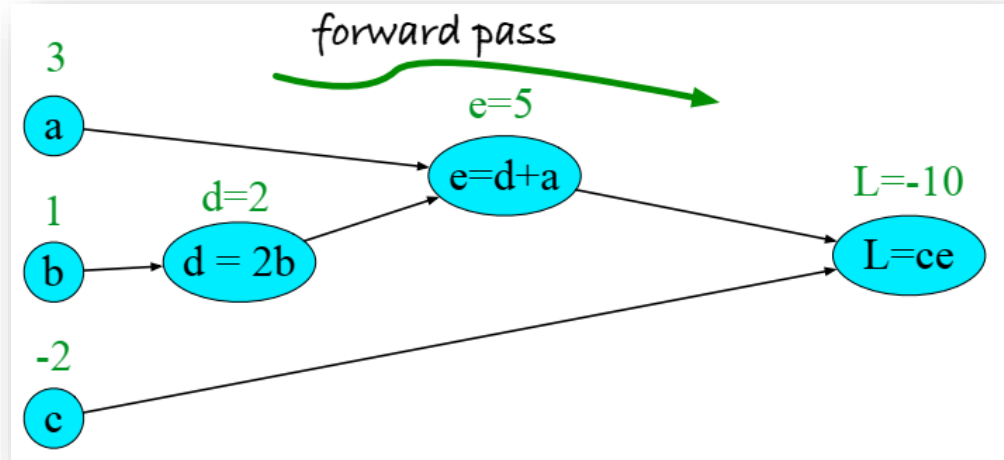 forward pass
3
a
e=5
e=d+a
1
b
d=2
d = 2b
L=-10
L=ce
-2
c